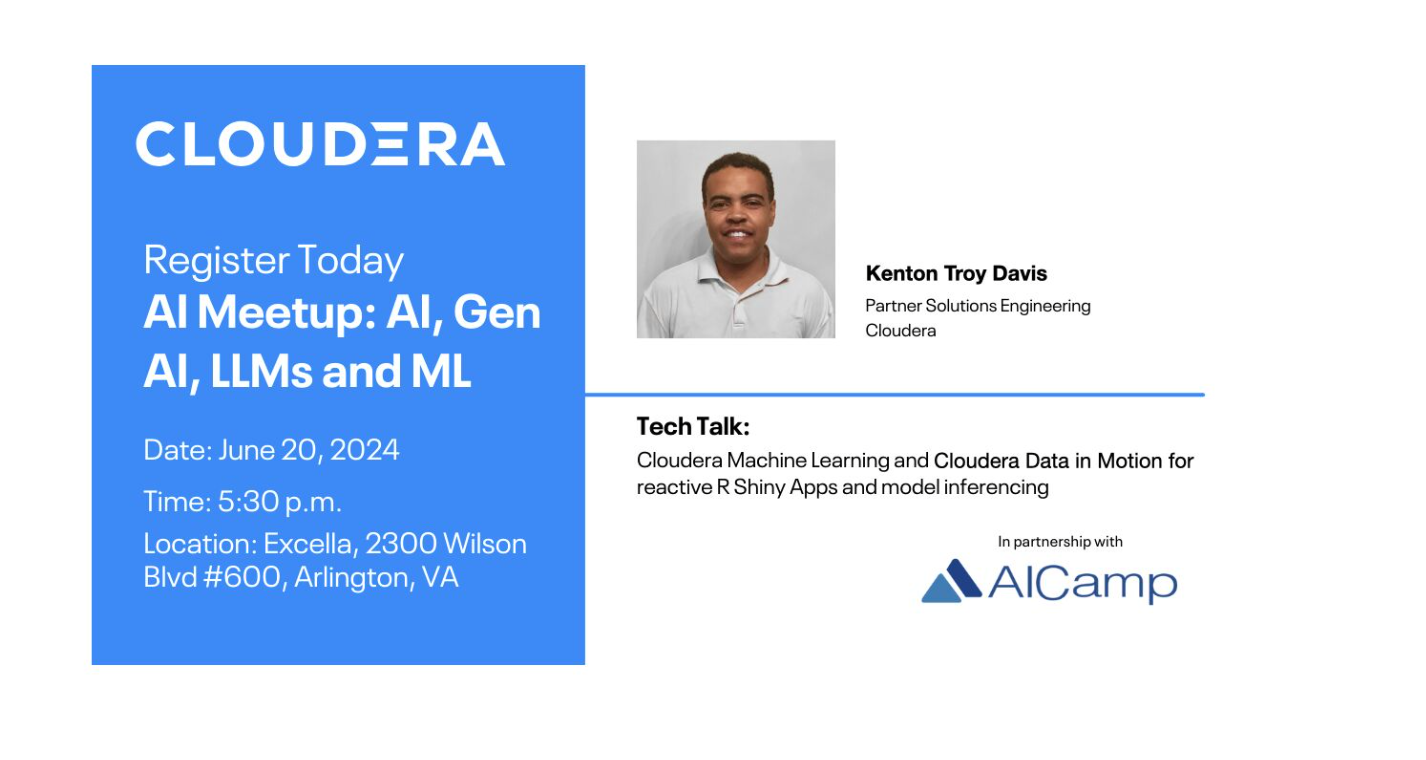 CLOUDERA
Register Today
AI Meetup: AI, Gen
AI, LLMs and ML
Date: June 20, 2024
Time: 5:30 p.m.
Location: Excella, 2300 Wilson
Blvd #600, Arlington, VA
Kenton Troy Davis
Partner Solutions Engineering
Cloudera
Tech Talk:
Cloudera Machine Learning and Cloudera Data in Motion for
reactive R Shiny Apps and model inferencing
In partnership with
AICamp